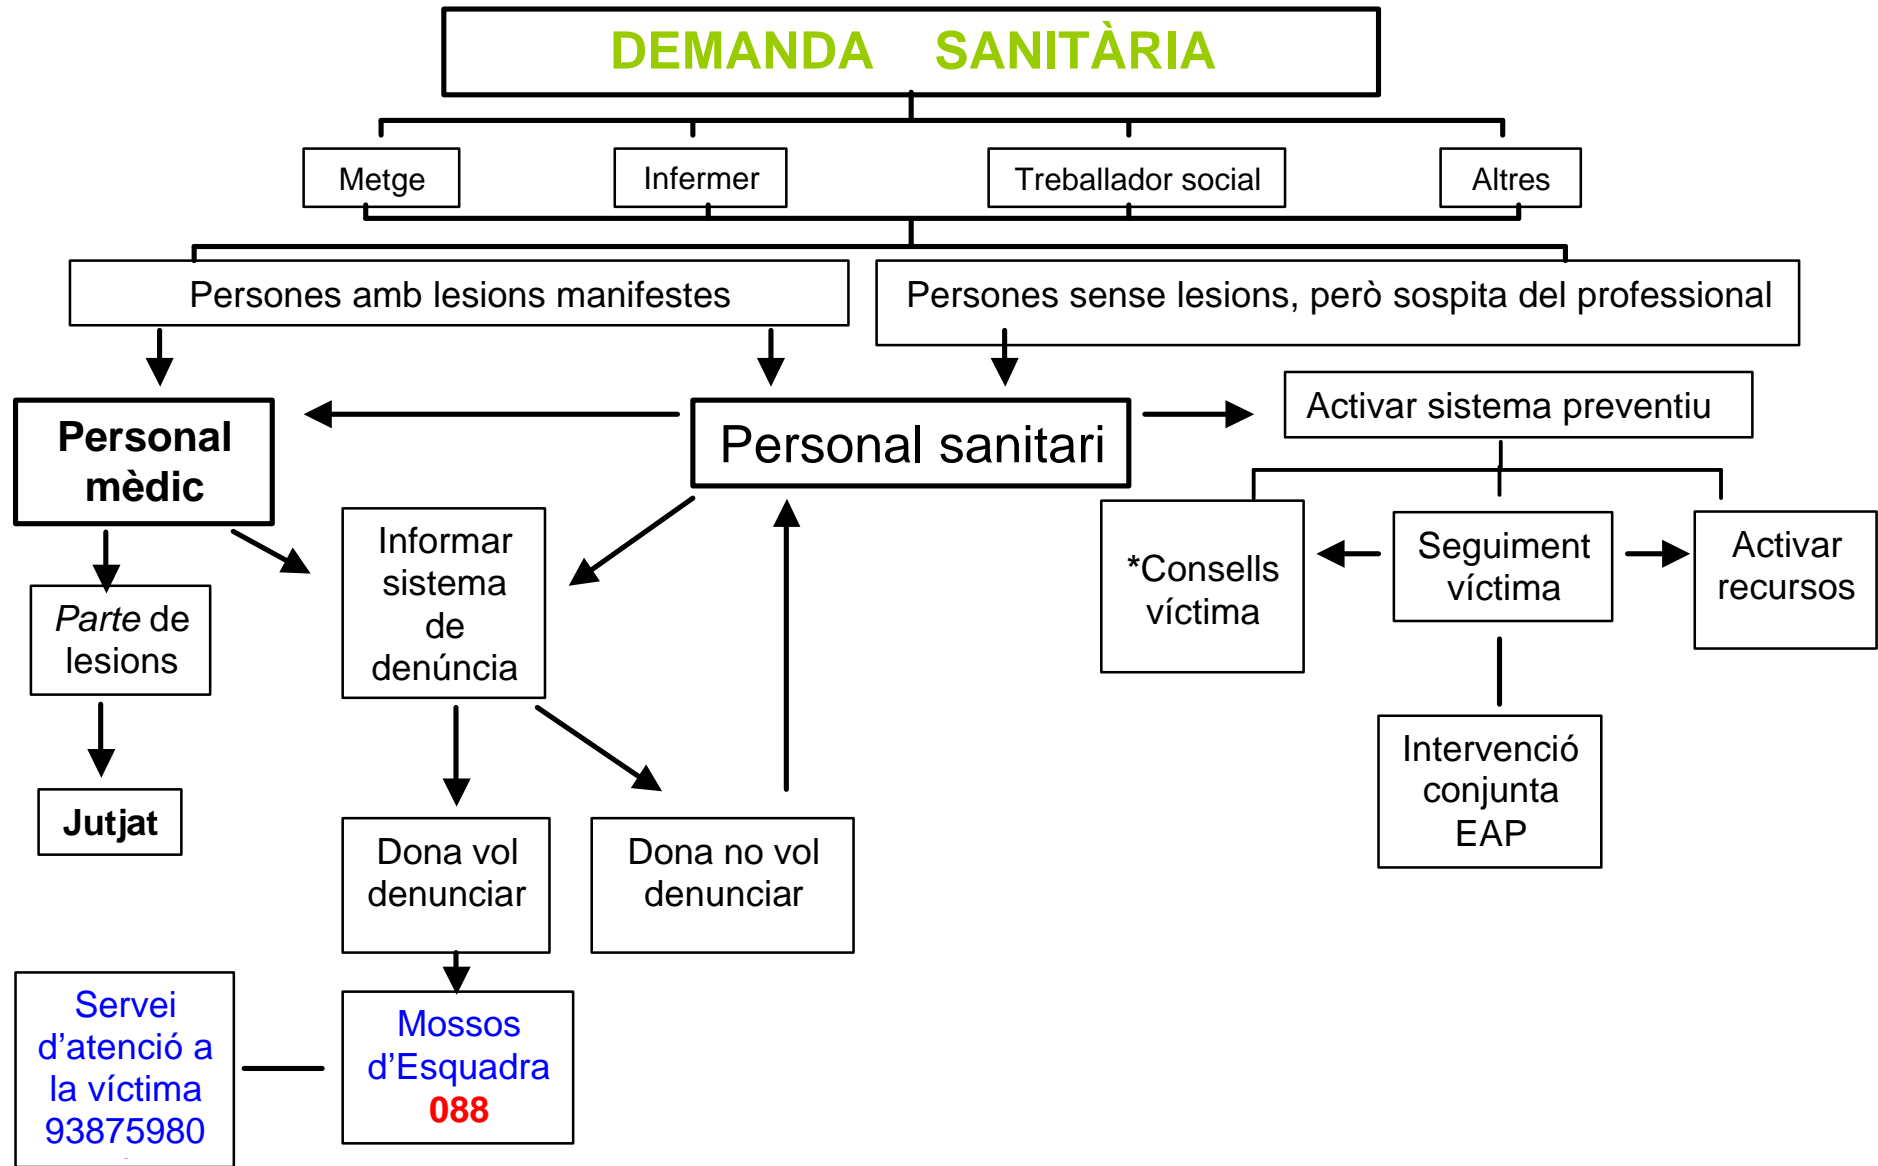 DEMANDA SANITÀRIA
Metge
Infermer
Treballador social
Altres
Persones amb lesions manifestes
Persones sense lesions, però sospita del professional
Personal
mèdic
Personal sanitari
Activar sistema preventiu
Informar
sistema
de
denúncia
*Consells
víctima
Seguiment
víctima
Activar
recursos
Parte de
lesions
Jutjat
Intervenció
conjunta
EAP
Dona vol
denunciar
Dona no vol
denunciar
Servei
d’atenció a
la víctima
93875980
Mossos
d’Esquadra
088